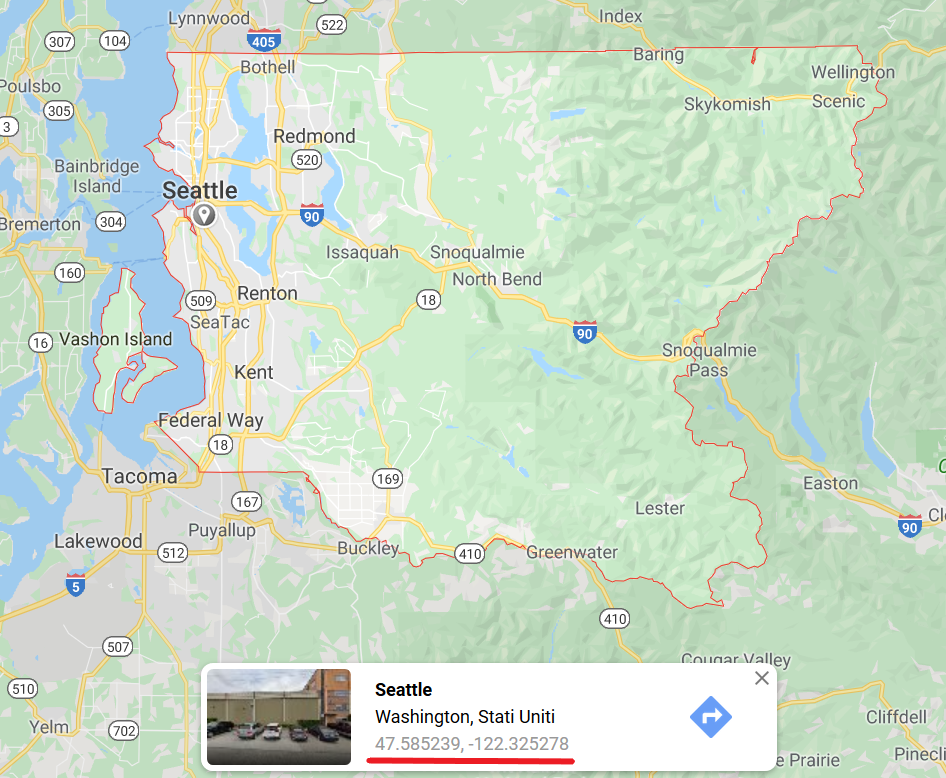 Lynnwood
522
Index
307
104
405
Baring
Bothell
Wellington
Poulsbo
305
Skykomish
Scenic
3
Redmond
520
Bainbridge
Island
Seattle
304
90
Bremerton
Issaquah
Snoqualmie
160
North Bend
Renton
509
18
SeaTac
90
16
Vashon Island
Snoqualmie
Pass
Kent
Federal Way
18
Tacoma
169
Easton
167
Lester
Puyallup
90
Cl
Lakewood
512
Buckley
410
Greenwater
5
410
507
Cougar Valley
510
Yelm
702
Cliffdell
e Prairie
Pinecli
Seattle
Washington, Stati Uniti
47.585239, -122.325278